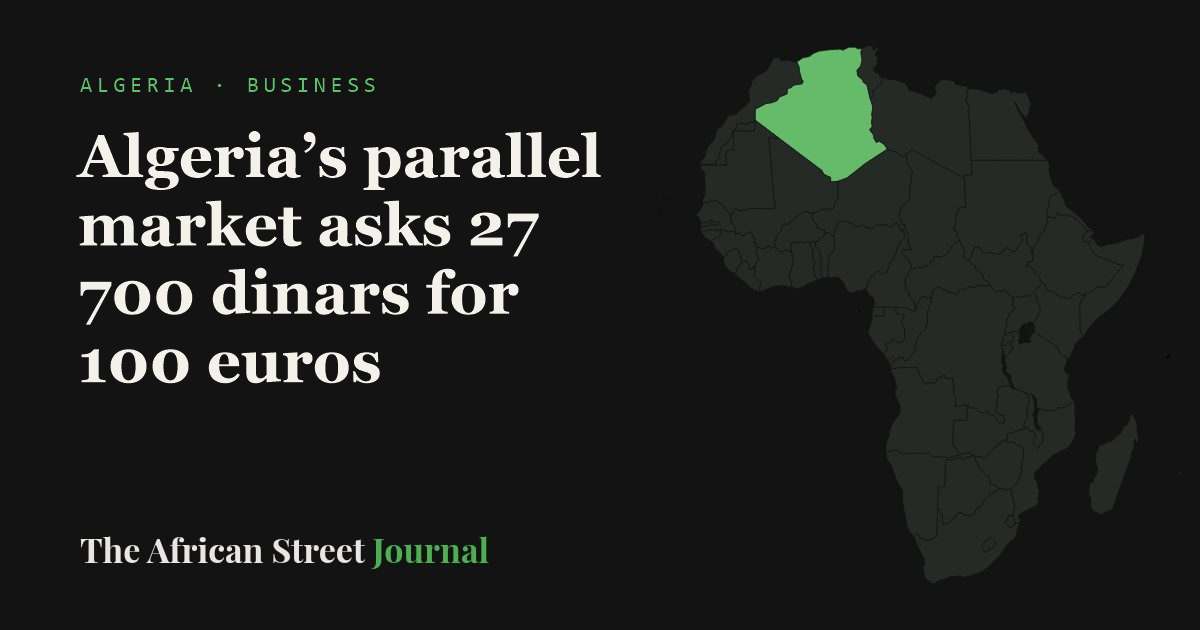 ALGERIA · BUSINESS
Algeria’s parallel
market asks 27
700 dinars for
100 euros
The African Street Journal